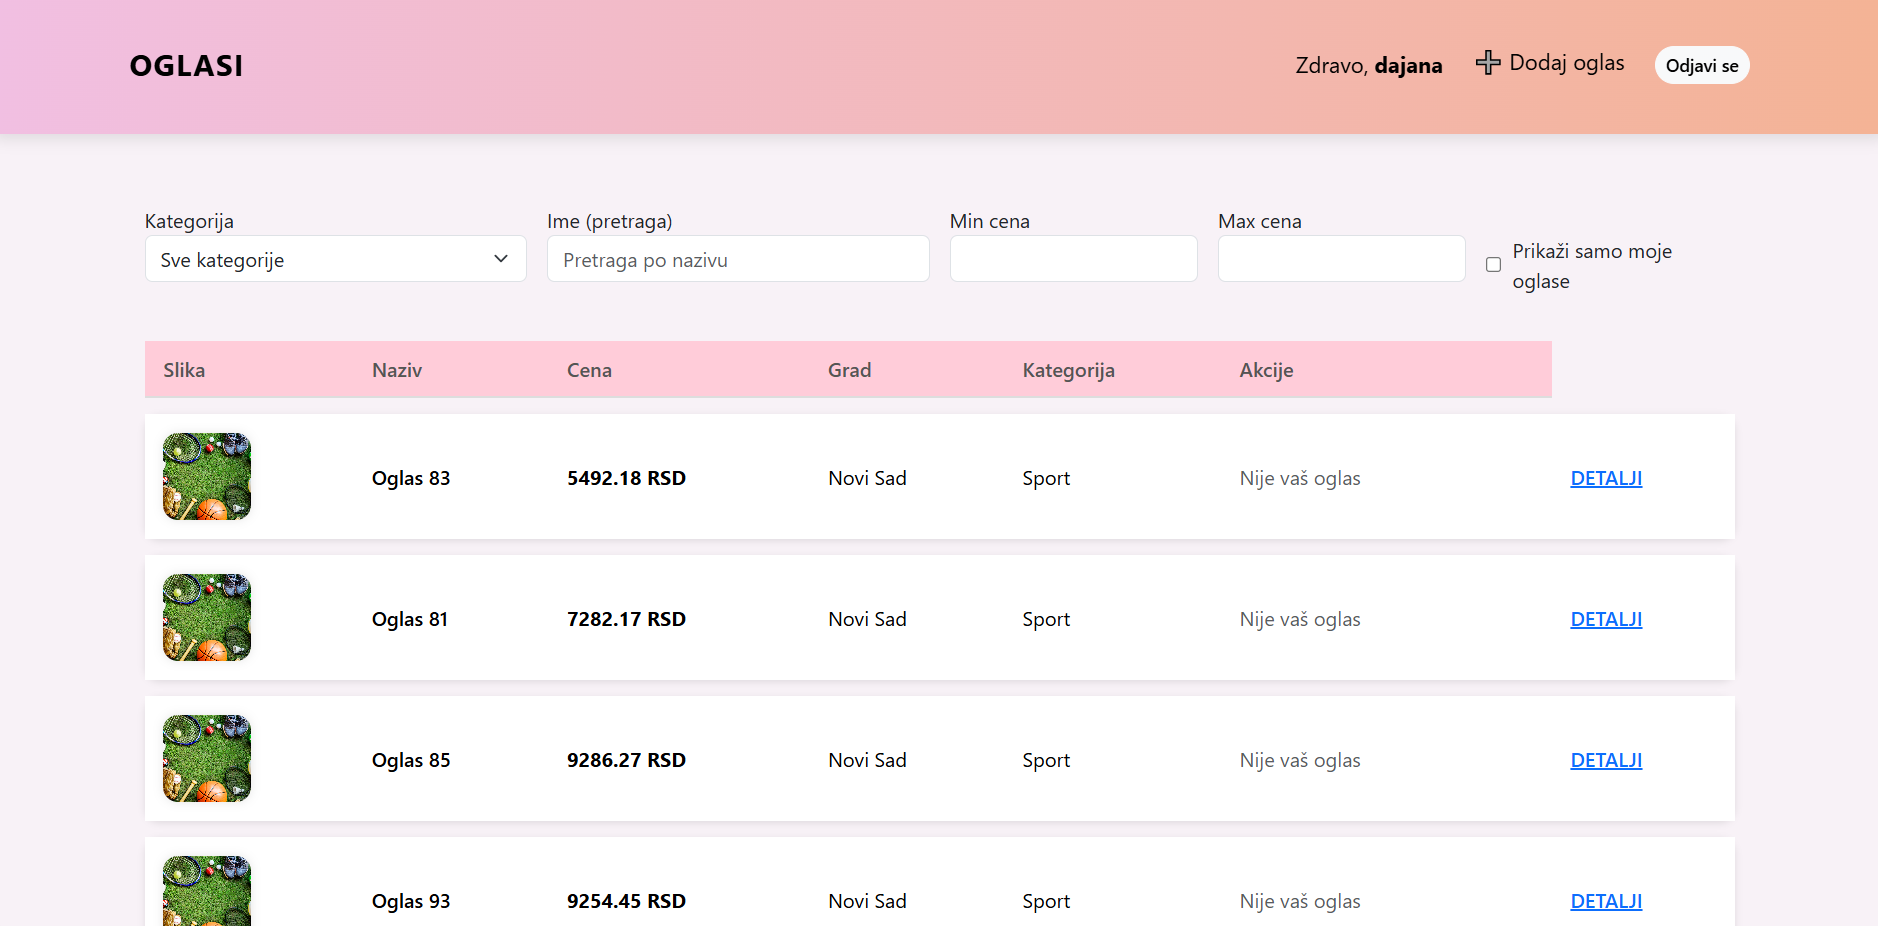 OGLASI
Zdravo, dajana
Dodaj oglas
Odjavi se
Kategorija
Ime (pretraga)
Min cena
Max cena
Sve kategorije
Pretraga po nazivu
Prikaži samo moje
oglase
Slika Naziv Cena Grad Kategorija Akcije
Oglas 83 5492.18 RSD Novi Sad Sport Nije vaš oglas DETALJI
Oglas 81 7282.17 RSD Novi Sad Sport Nije vaš oglas DETALJI
Oglas 85 9286.27 RSD Novi Sad Sport Nije vaš oglas DETALJI
Oglas 93 9254.45 RSD Novi Sad Sport Nije vaš oglas DETALJI